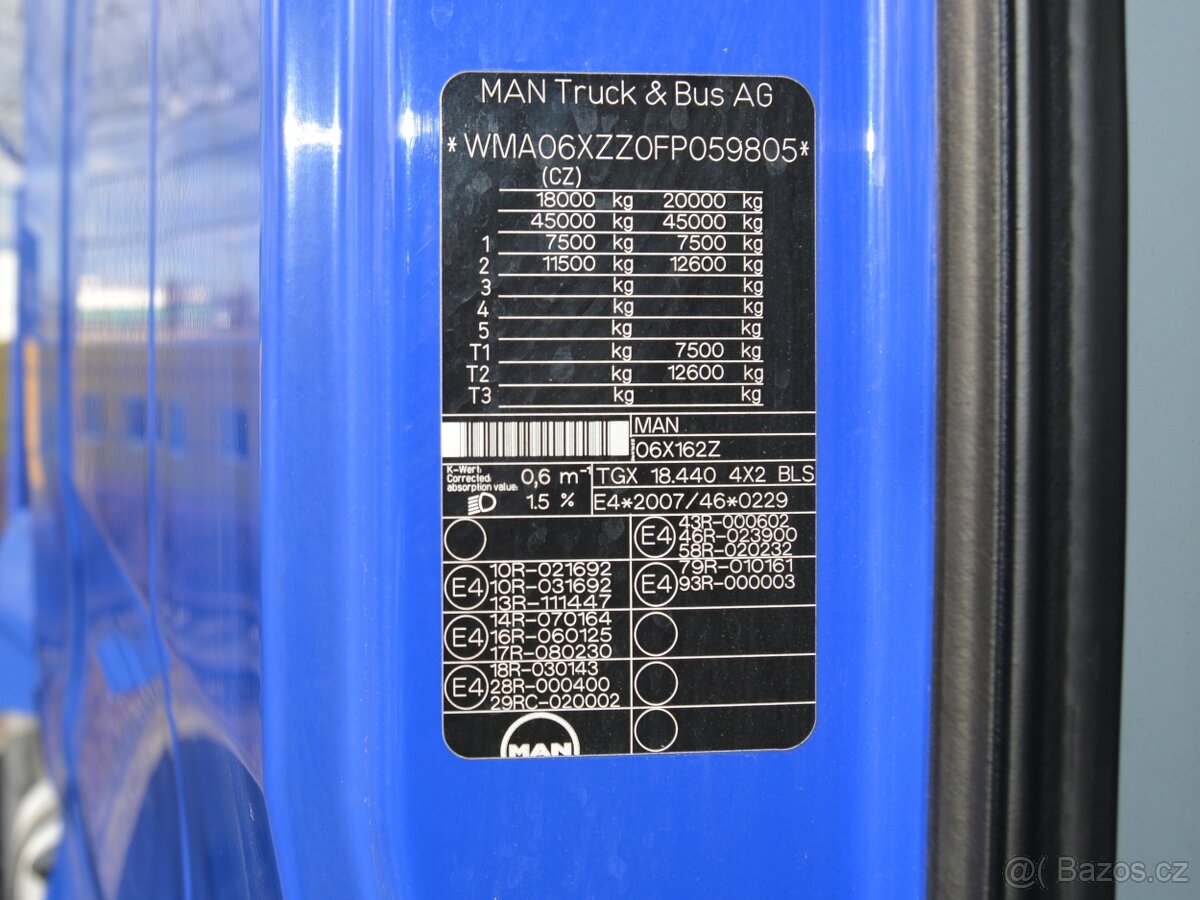 MAN Truck & Bus AG
*WMA06XZZ0FP059805*
(CZ)
18000 kg 20000 kg
45000 kg 45000 kg
1 7500 kg 7500 kg
2 11500 kg 12600 kg
3 kg kg
4 kg kg
5 kg kg
T1 kg 7500 kg
T2 kg 12600 kg
T3 kg kg
MAN
06X162Z
K-Wert:
Corrected
absorption value:
0,6 m⁻¹
TGX 18.440 4X2 BLS
1.5 %
E4*2007/46*0229
E4
43R-000602
46R-023900
58R-020232
E4
10R-021692
10R-031692
13R-111447
E4
79R-010161
93R-000003
E4
14R-070164
16R-060125
17R-080230
E4
18R-030143
28R-000400
29RC-020002
MAN
@( Bazos.cz